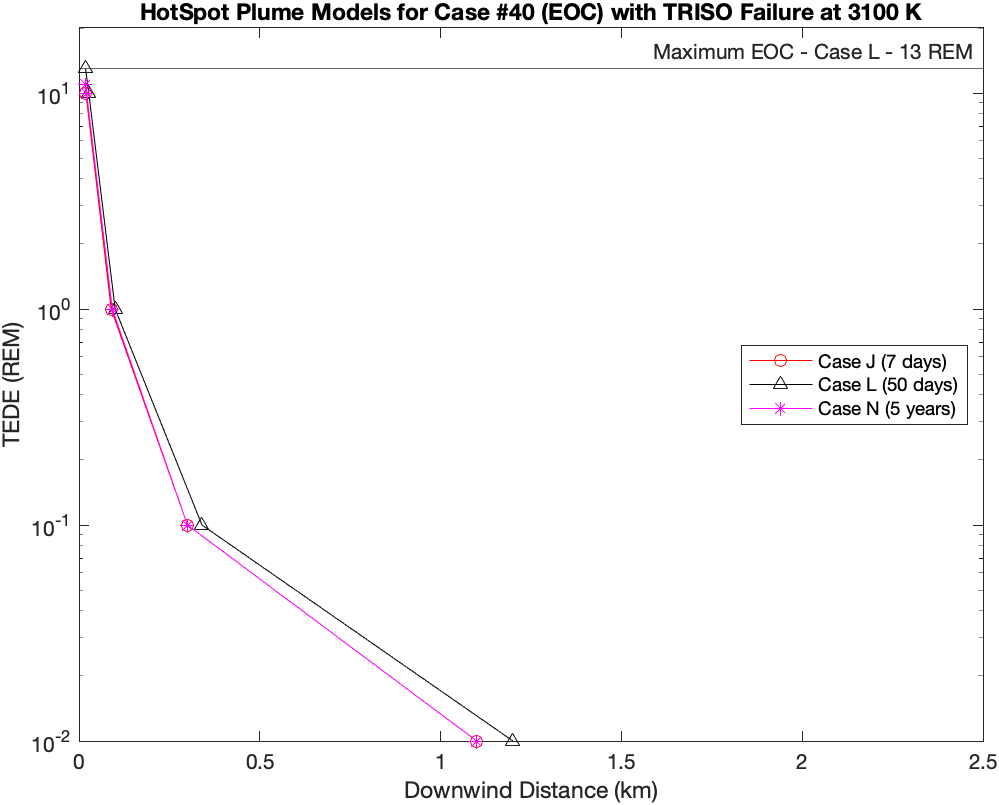 HotSpot Plume Models for Case #40 (EOC) with TRISO Failure at 3100 K
Maximum EOC - Case L - 13 REM
10^1
10^0
10^-1
10^-2
TEDE (REM)
Case J (7 days)
Case L (50 days)
Case N (5 years)
0 0.5 1 1.5 2 2.5
Downwind Distance (km)